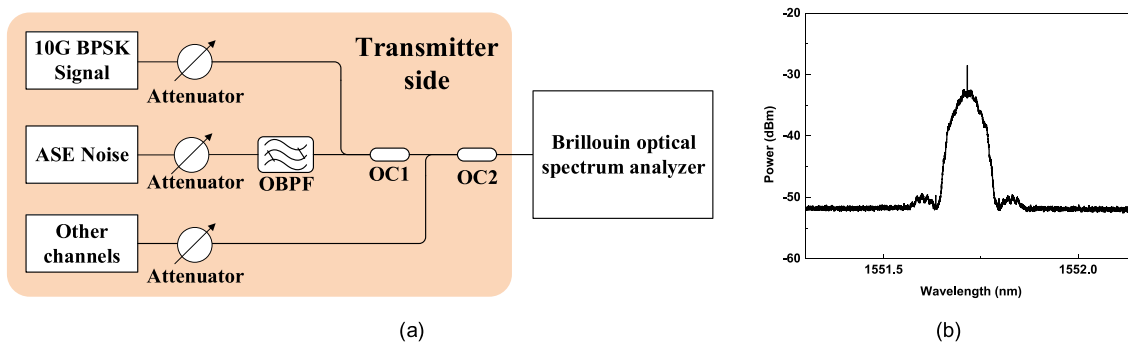 10G BPSK
Signal
Attenuator
Transmitter
side
ASE Noise
Attenuator
OBPF
OC1
OC2
Brillouin optical
spectrum analyzer
Other
channels
Attenuator
(a)
-20
-30
-40
-50
-60
Power (dBm)
1551.5
1552.0
Wavelength (nm)
(b)